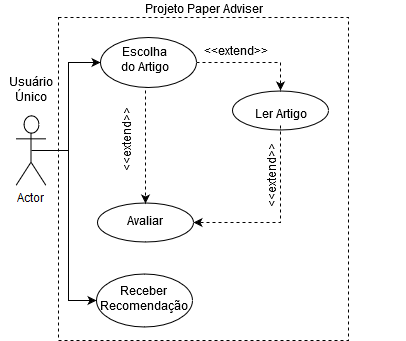 Projeto Paper Adviser
Escolha
do Artigo
<<extend>>
Usuário
Único
Ler Artigo
<<extend>>
<<extend>>
Actor
Avaliar
Receber
Recomendação